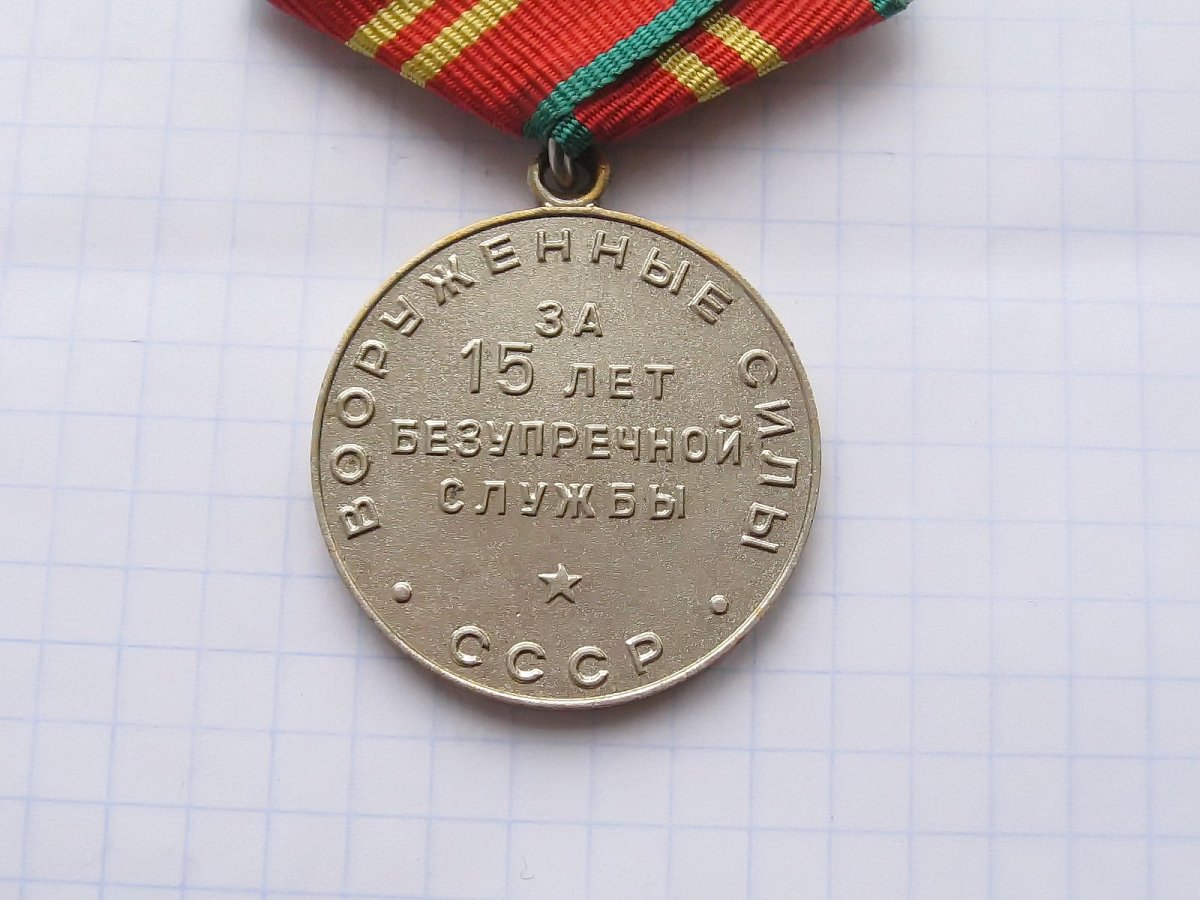 ВООРУЖЕННЫЕ СИЛЫ
ЗА
15 ЛЕТ
БЕЗУПРЕЧНОЙ
СЛУЖБЫ
СССР